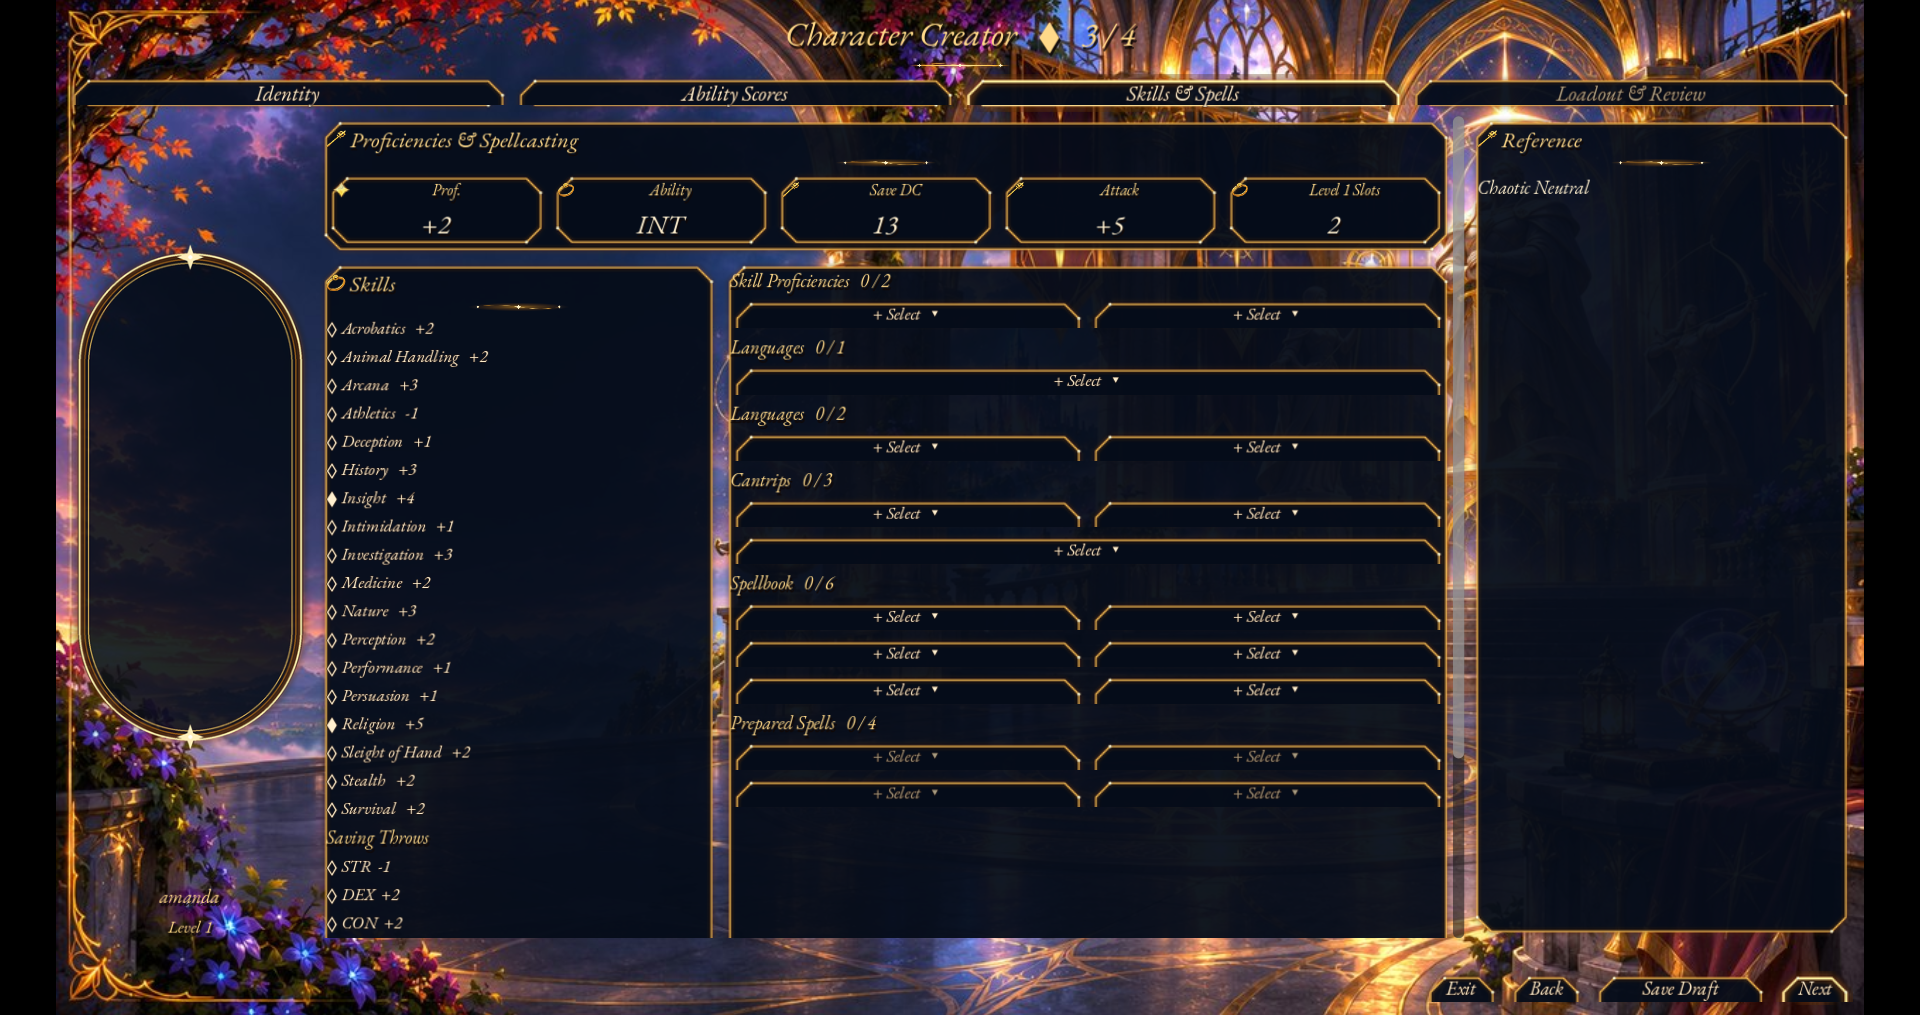 Character Creator 3/4
Identity
Ability Scores
Skills & Spells
Loadout & Review
Proficiencies & Spellcasting
Prof.
+2
Ability
INT
Save DC
13
Attack
+5
Level 1 Slots
2
Skills
Acrobatics +2
Animal Handling +2
Arcana +3
Athletics -1
Deception +1
History +3
Insight +4
Intimidation +1
Investigation +3
Medicine +2
Nature +3
Perception +2
Performance +1
Persuasion +1
Religion +5
Sleight of Hand +2
Stealth +2
Survival +2
Saving Throws
STR -1
DEX +2
CON +2
Skill Proficiencies 0/2
+ Select
+ Select
Languages 0/1
+ Select
Languages 0/2
+ Select
+ Select
Cantrips 0/3
+ Select
+ Select
+ Select
Spellbook 0/6
+ Select
+ Select
+ Select
+ Select
+ Select
+ Select
Prepared Spells 0/4
+ Select
+ Select
+ Select
+ Select
Reference
Chaotic Neutral
amanda
Level 1
Exit
Back
Save Draft
Next